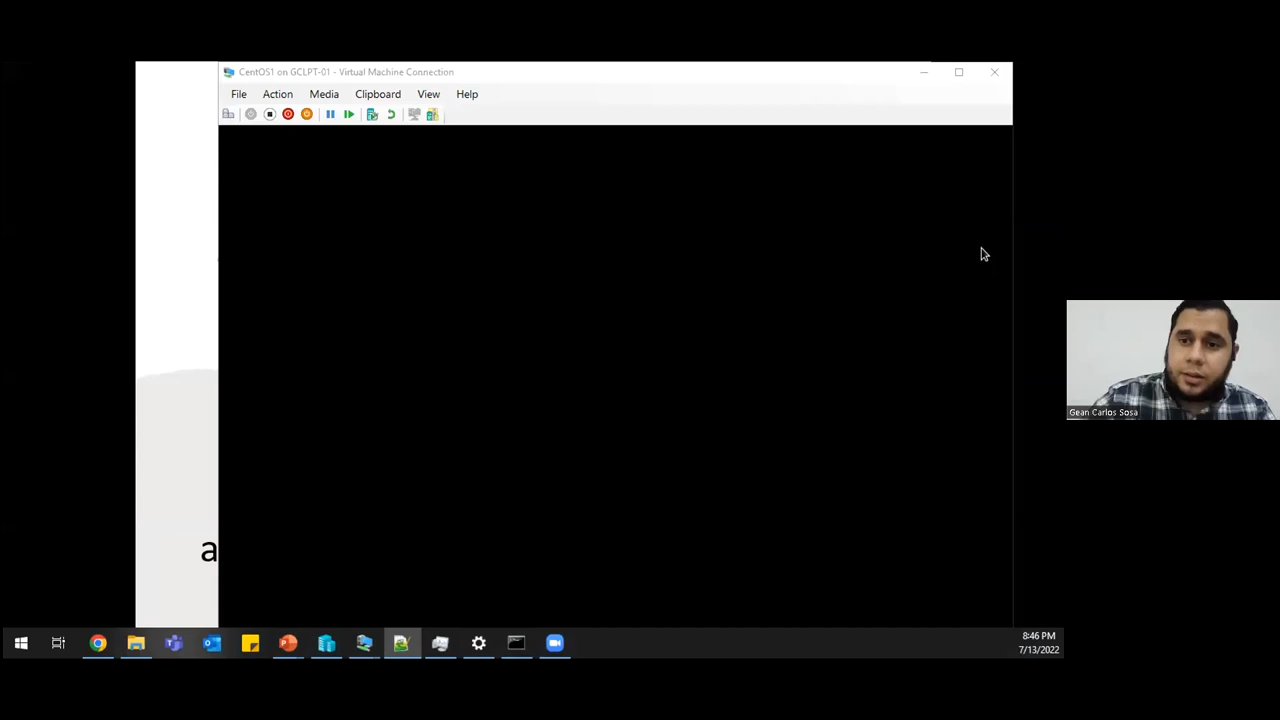 CentOS1 on GCLPT-01 - Virtual Machine Connection
File Action Media Clipboard View Help
Gean Carlos Sosa
a
8:46 PM
7/13/2022